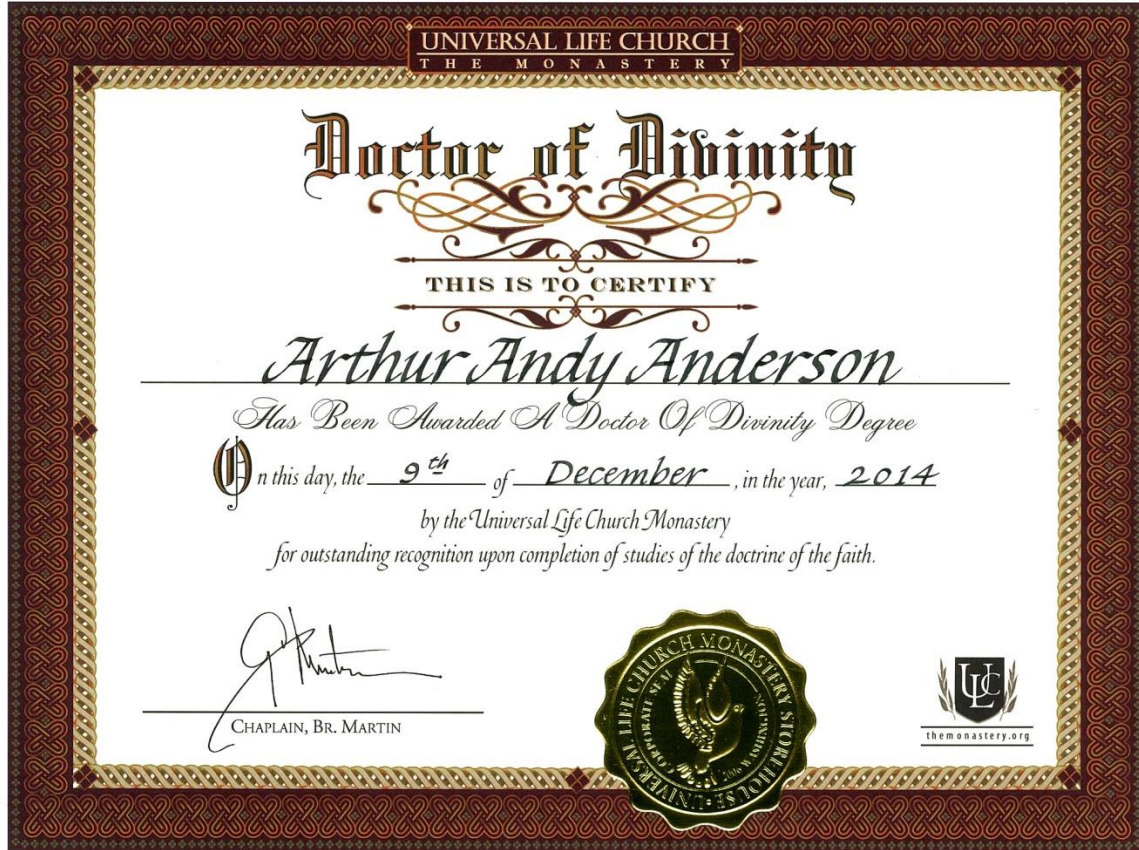 UNIVERSAL LIFE CHURCH
THE MONASTERY
Doctor of Divinity
THIS IS TO CERTIFY
Arthur Andy Anderson
Has Been Awarded A Doctor Of Divinity Degree
On this day, the 9th of December, in the year, 2014
by the Universal Life Church Monastery
for outstanding recognition upon completion of studies of the doctrine of the faith.
CHAPLAIN, BR. MARTIN
UNIVERSAL LIFE CHURCH MONASTERY STOREHOUSE
CORPORATE SEAL
2006 WASHINGTON
ULC
themonastery.org